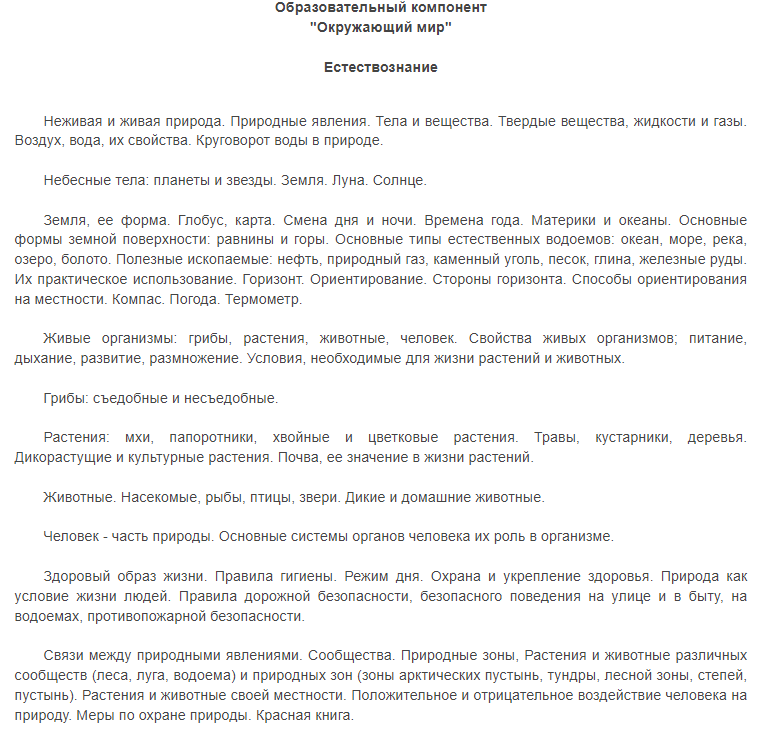 Образовательный компонент
"Окружающий мир"
Естествознание
Неживая и живая природа. Природные явления. Тела и вещества. Твердые вещества, жидкости и газы.
Воздух, вода, их свойства. Круговорот воды в природе.
Небесные тела: планеты и звезды. Земля. Луна. Солнце.
Земля, ее форма. Глобус, карта. Смена дня и ночи. Времена года. Материки и океаны. Основные
формы земной поверхности: равнины и горы. Основные типы естественных водоемов: океан, море, река,
озеро, болото. Полезные ископаемые: нефть, природный газ, каменный уголь, песок, глина, железные руды.
Их практическое использование. Горизонт. Ориентирование. Стороны горизонта. Способы ориентирования
на местности. Компас. Погода. Термометр.
Живые организмы: грибы, растения, животные, человек. Свойства живых организмов; питание,
дыхание, развитие, размножение. Условия, необходимые для жизни растений и животных.
Грибы: съедобные и несъедобные.
Растения: мхи, папоротники, хвойные и цветковые растения. Травы, кустарники, деревья.
Дикорастущие и культурные растения. Почва, ее значение в жизни растений.
Животные. Насекомые, рыбы, птицы, звери. Дикие и домашние животные.
Человек - часть природы. Основные системы органов человека их роль в организме.
Здоровый образ жизни. Правила гигиены. Режим дня. Охрана и укрепление здоровья. Природа как
условие жизни людей. Правила дорожной безопасности, безопасного поведения на улице и в быту, на
водоемах, противопожарной безопасности.
Связи между природными явлениями. Сообщества. Природные зоны, Растения и животные различных
сообществ (леса, луга, водоема) и природных зон (зоны арктических пустынь, тундры, лесной зоны, степей,
пустынь). Растения и животные своей местности. Положительное и отрицательное воздействие человека на
природу. Меры по охране природы. Красная книга.